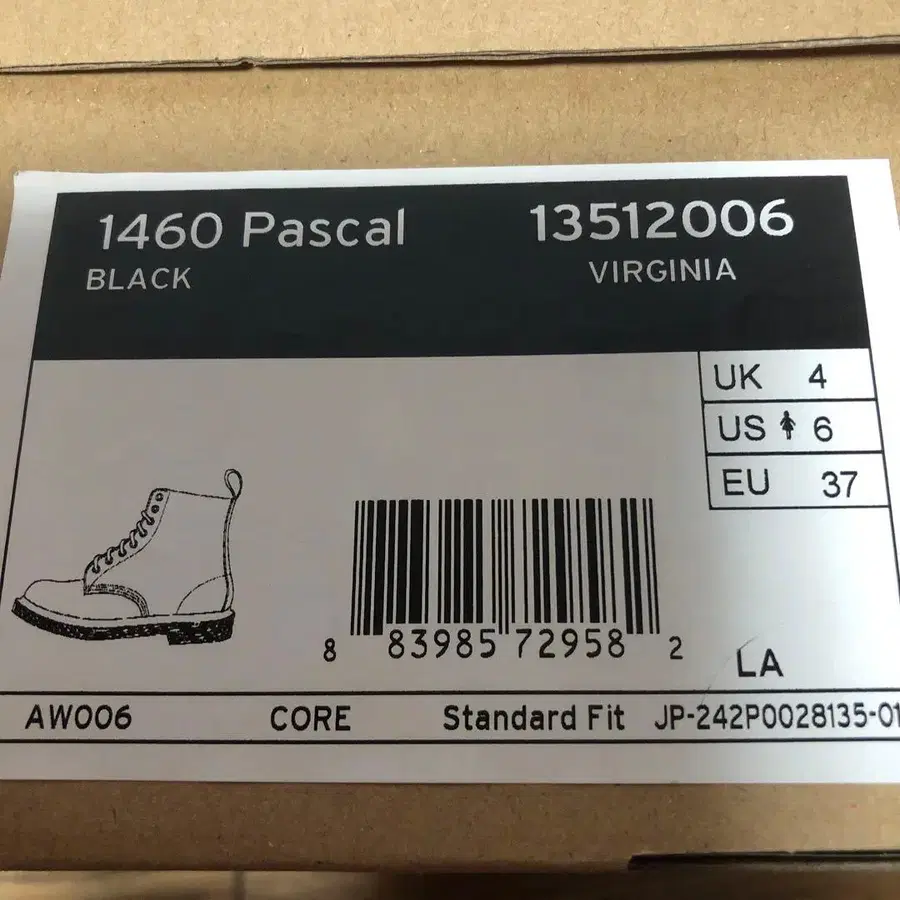 1460 Pascal 13512006
BLACK VIRGINIA
UK 4
US 6
EU 37
8 83985 72958 2
LA
AW006 CORE Standard Fit JP-242P0028135-01